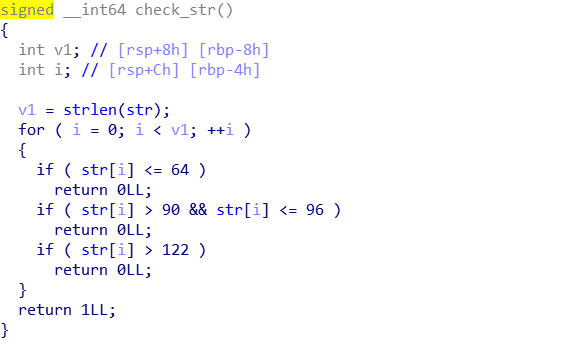 signed __int64 check_str()
{
  int v1; // [rsp+8h] [rbp-8h]
  int i; // [rsp+Ch] [rbp-4h]

  v1 = strlen(str);
  for ( i = 0; i < v1; ++i )
  {
    if ( str[i] <= 64 )
      return 0LL;
    if ( str[i] > 90 && str[i] <= 96 )
      return 0LL;
    if ( str[i] > 122 )
      return 0LL;
  }
  return 1LL;
}